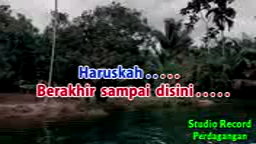 Haruskah.....
Berakhir sampai disini.....
Studio Record
Perdagangan